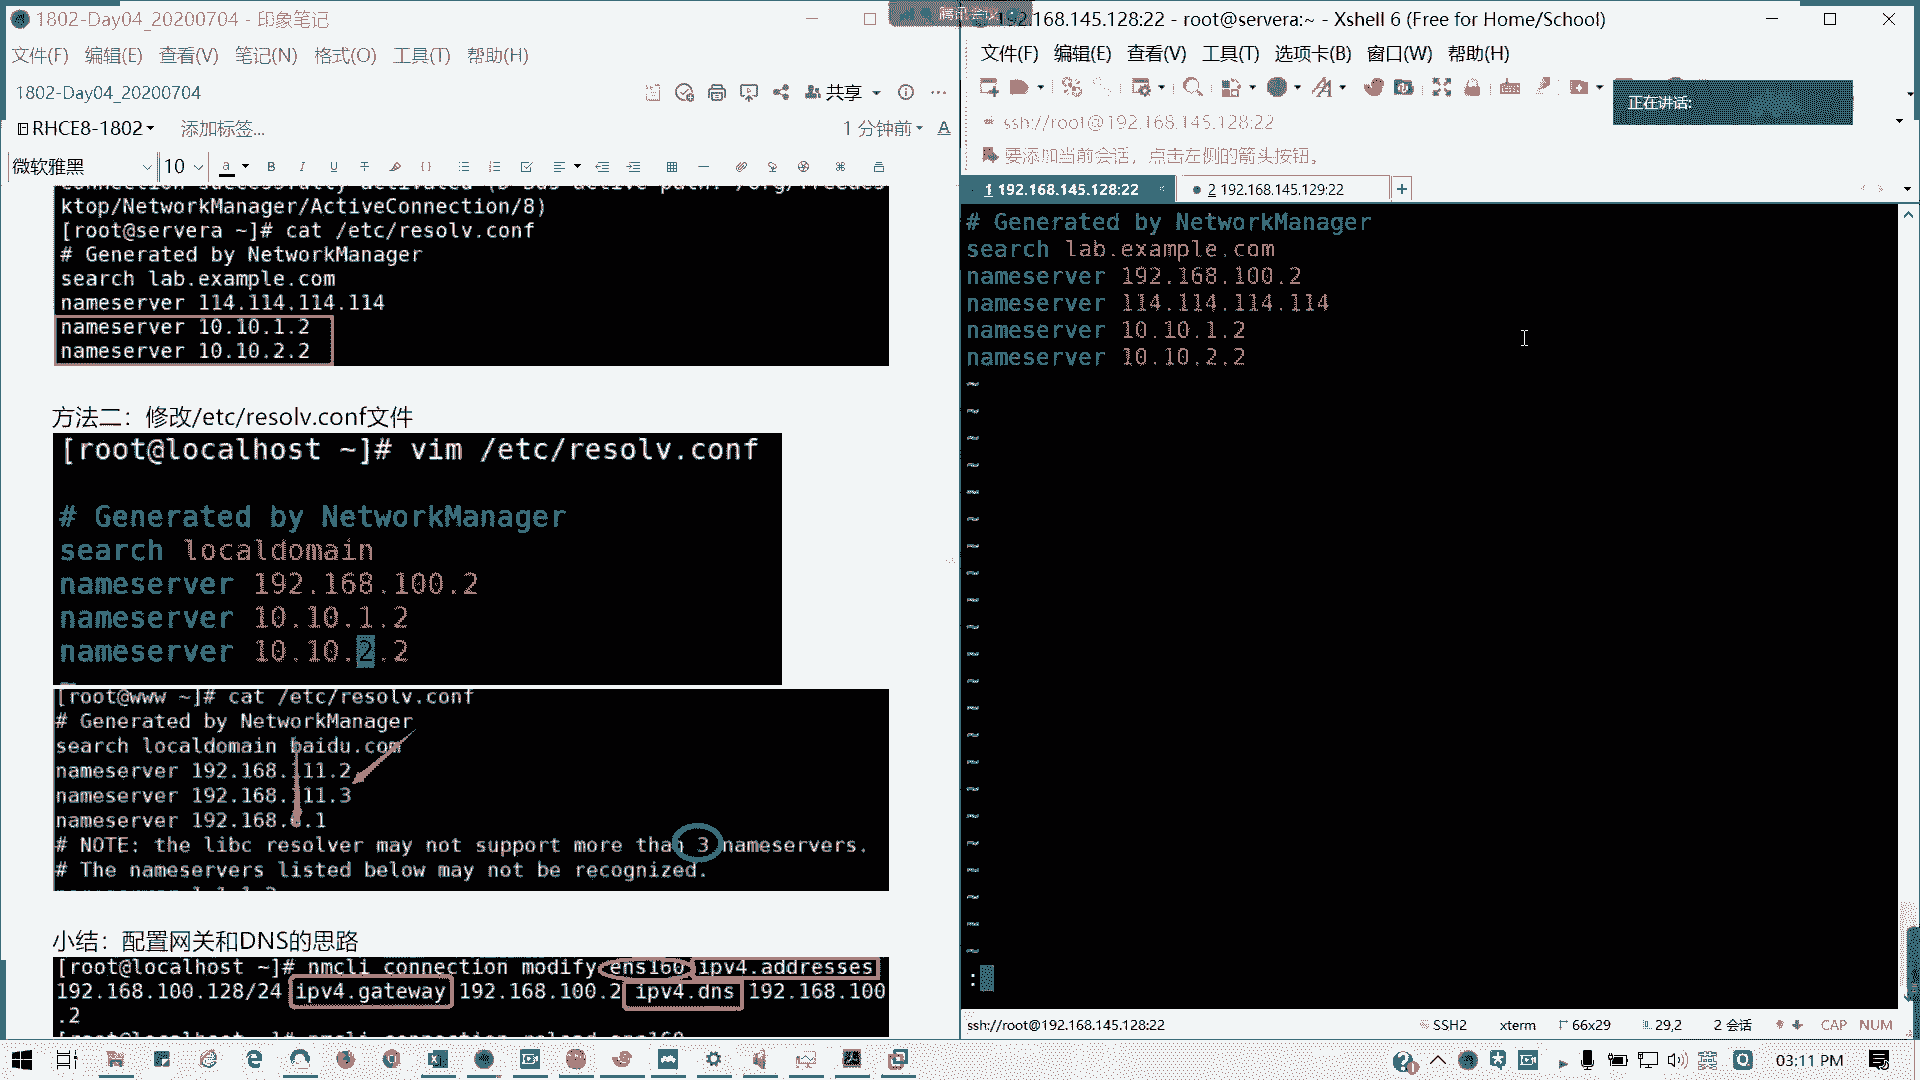 1802-Day04_20200704 - 印象笔记
文件(F) 编辑(E) 查看(V) 笔记(N) 格式(O) 工具(T) 帮助(H)
1802-Day04_20200704
共享
RHCE8-1802 添加标签...
1 分钟前
微软雅黑 10
ktop/NetworkManager/ActiveConnection/8)
[root@servera ~]# cat /etc/resolv.conf
# Generated by NetworkManager
search lab.example.com
nameserver 114.114.114.114
nameserver 10.10.1.2
nameserver 10.10.2.2
方法二：修改/etc/resolv.conf文件
[root@localhost ~]# vim /etc/resolv.conf
# Generated by NetworkManager
search localdomain
nameserver 192.168.100.2
nameserver 10.10.1.2
nameserver 10.10.2.2
[root@www ~]# cat /etc/resolv.conf
# Generated by NetworkManager
search localdomain baidu.com
nameserver 192.168.111.2
nameserver 192.168.111.3
nameserver 192.168.
# NOTE: the libc resolver may not support more than 3 nameservers.
# The nameservers listed below may not be recognized.
小结：配置网关和DNS的思路
[root@localhost ~]# nmcli connection modify ens160 ipv4.addresses
192.168.100.128/24 ipv4.gateway 192.168.100.2 ipv4.dns 192.168.100
.2
腾讯会议
192.168.145.128:22 - root@servera:~ - Xshell 6 (Free for Home/School)
文件(F) 编辑(E) 查看(V) 工具(T) 选项卡(B) 窗口(W) 帮助(H)
正在讲话:
ssh://root@192.168.145.128:22
要添加当前会话，点击左侧的箭头按钮。
1 192.168.145.128:22
2 192.168.145.129:22
# Generated by NetworkManager
search lab.example.com
nameserver 192.168.100.2
nameserver 114.114.114.114
nameserver 10.10.1.2
nameserver 10.10.2.2
:
ssh://root@192.168.145.128:22
SSH2 xterm 66x29 29,2 2 会话 CAP NUM
英
03:11 PM